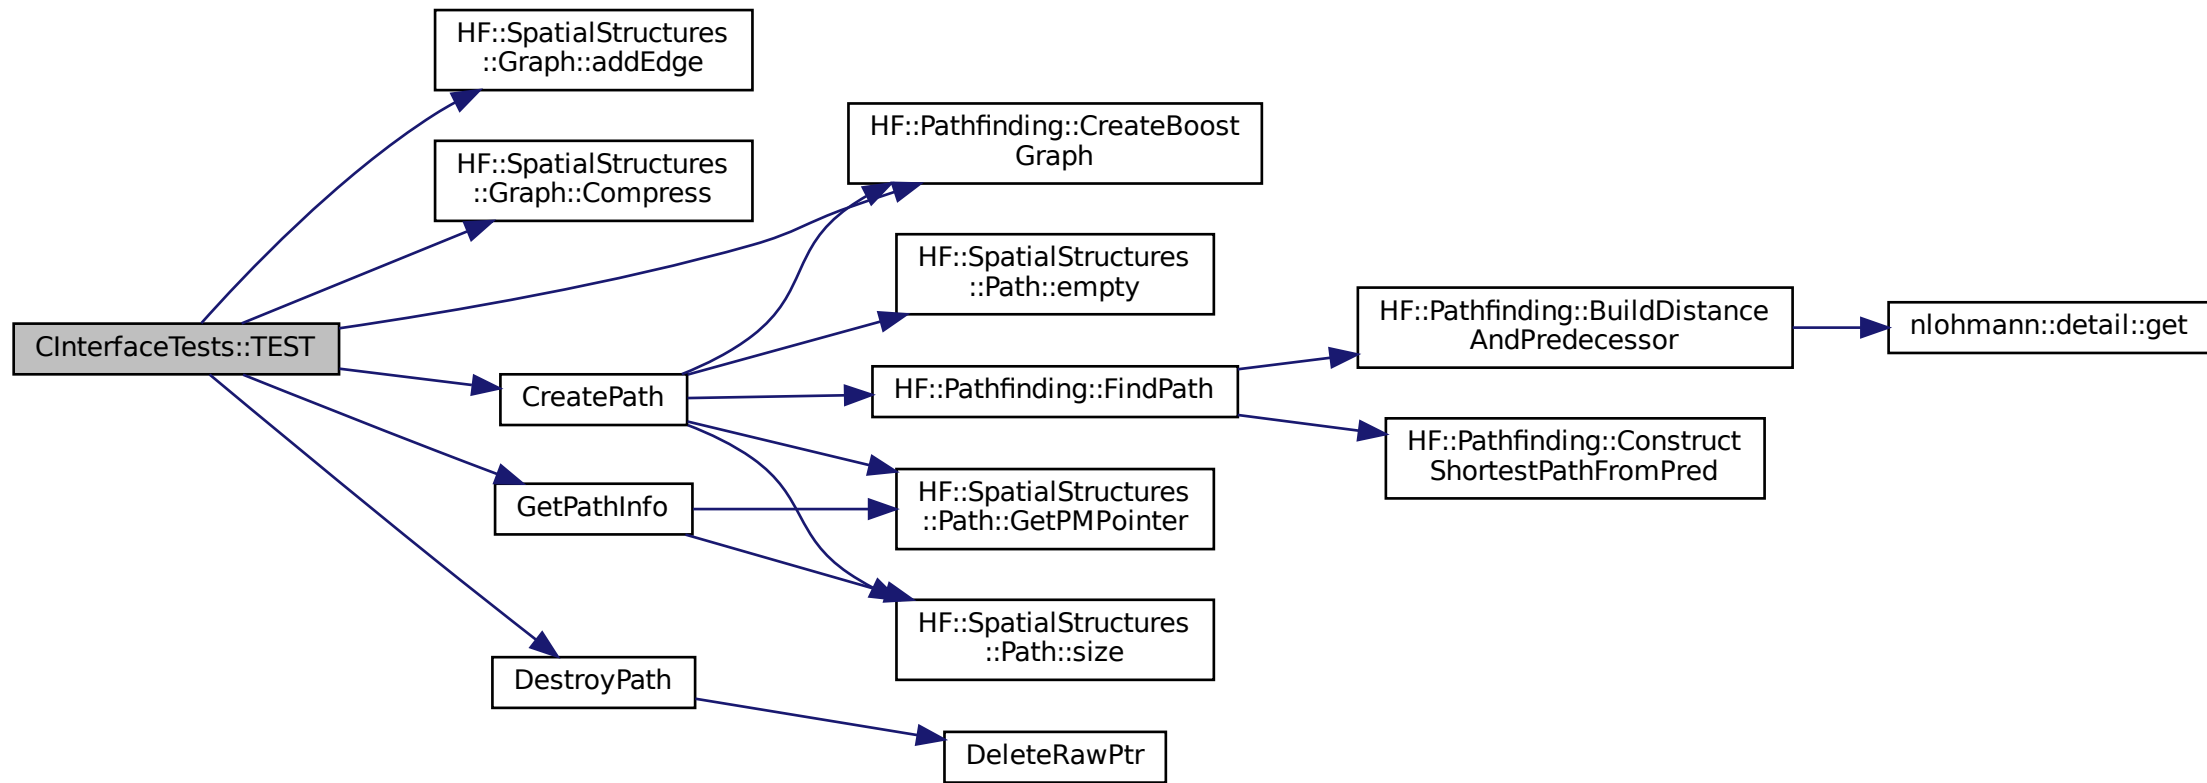 HF::SpatialStructures
::Graph::addEdge
HF::SpatialStructures
::Graph::Compress
HF::Pathfinding::CreateBoost
Graph
HF::SpatialStructures
::Path::empty
HF::Pathfinding::BuildDistance
AndPredecessor
nlohmann::detail::get
CInterfaceTests::TEST
CreatePath
HF::Pathfinding::FindPath
HF::Pathfinding::Construct
ShortestPathFromPred
GetPathInfo
HF::SpatialStructures
::Path::GetPMPointer
HF::SpatialStructures
::Path::size
DestroyPath
DeleteRawPtr